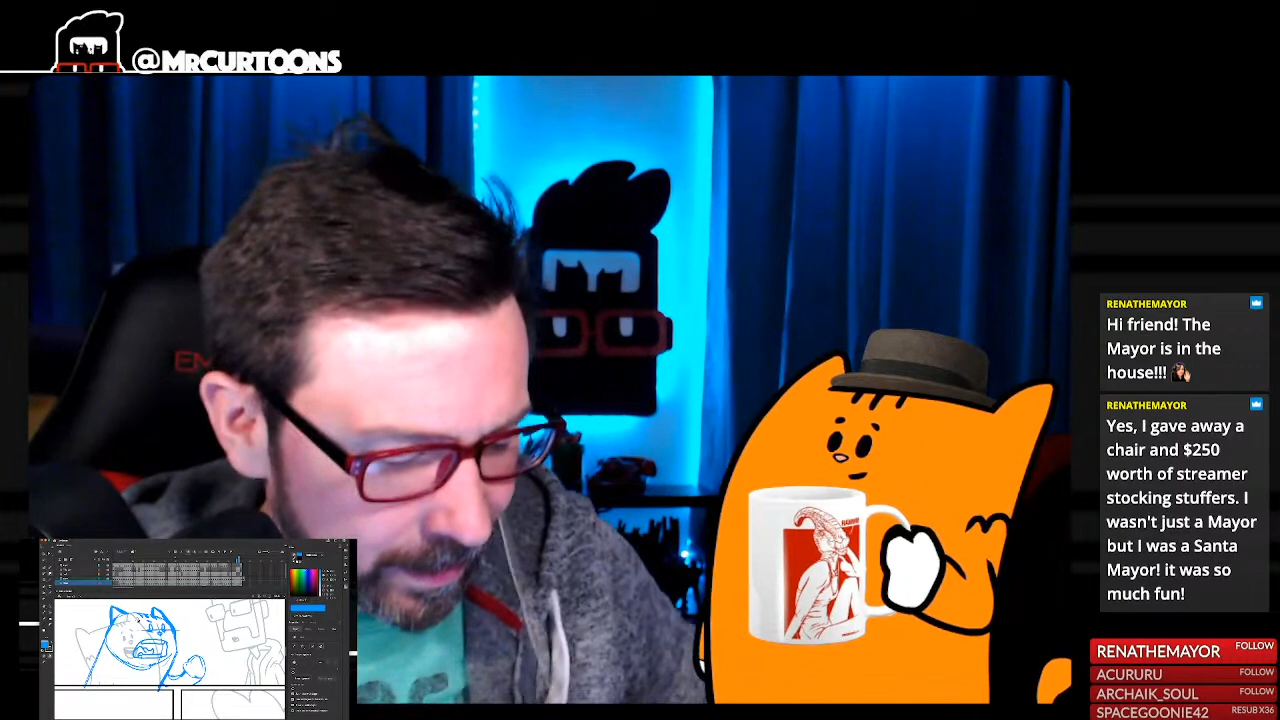 @MRCURTOONS
EM
RENATHEMAYOR
Hi friend! The
Mayor is in the
house!!!
RENATHEMAYOR
Yes, I gave away a
chair and $250
worth of streamer
stocking stuffers. I
wasn't just a Mayor
but I was a Santa
Mayor! it was so
much fun!
RENATHEMAYOR FOLLOW
ACURURU FOLLOW
ARCHAIK_SOUL FOLLOW
SPACEGOONIE42 RESUB X36